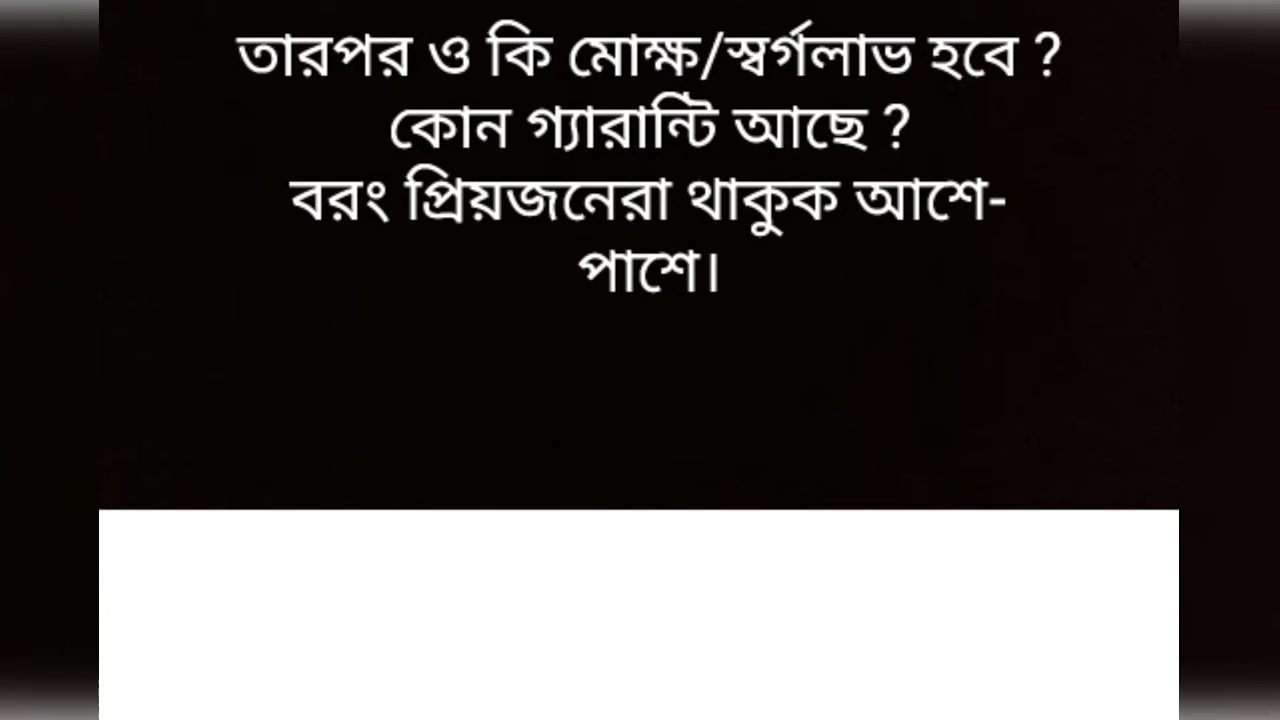 তারপর ও কি মোক্ষ/স্বর্গলাভ হবে ?
কোন গ্যারান্টি আছে ?
বরং প্রিয়জনেরা থাকুক আশে-
পাশে।